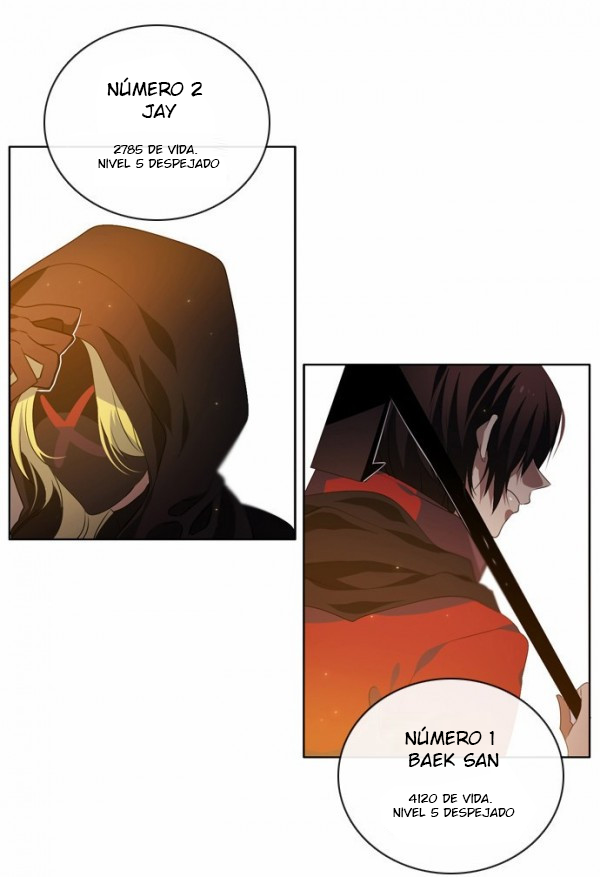 NÚMERO 2
JAY
2785 DE VIDA.
NIVEL 5 DESPEJADO
NÚMERO 1
BAEK SAN
4120 DE VIDA.
NIVEL 5 DESPEJADO